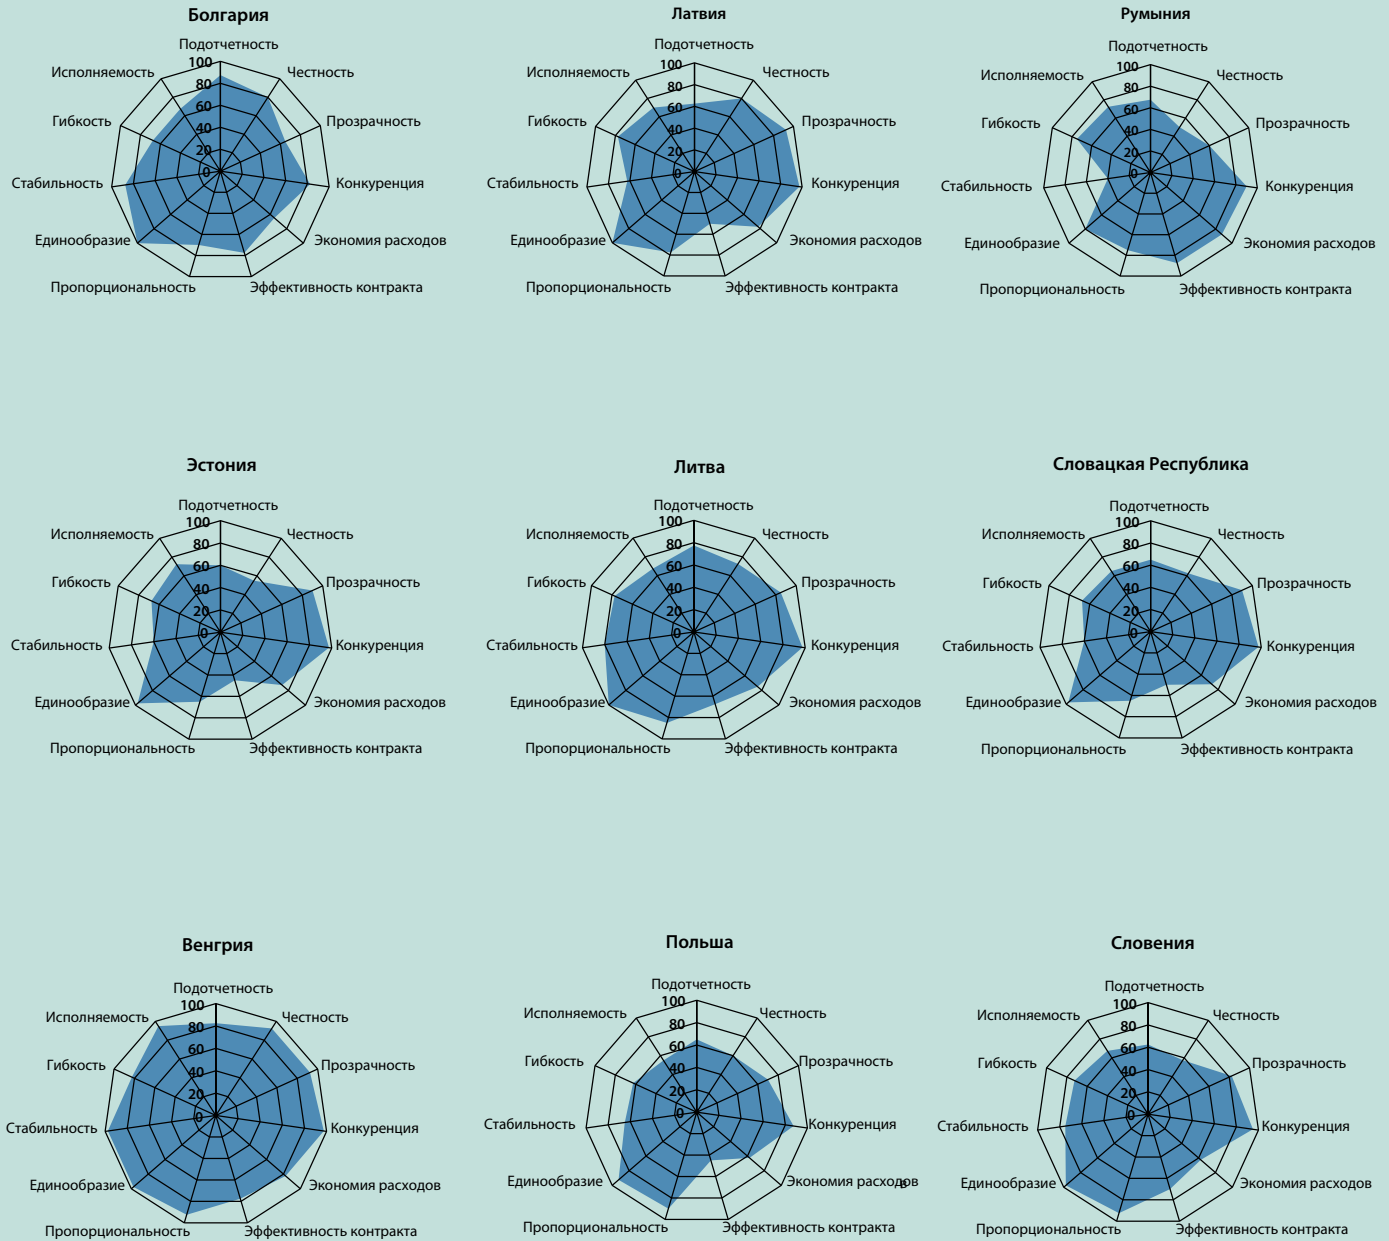 Болгария
Подотчетность
Честность
Прозрачность
Конкуренция
Экономия расходов
Эффективность контракта
Пропорциональность
Единообразие
Стабильность
Гибкость
Исполняемость
100
80
60
40
20
0
Латвия
Подотчетность
Честность
Прозрачность
Конкуренция
Экономия расходов
Эффективность контракта
Пропорциональность
Единообразие
Стабильность
Гибкость
Исполняемость
100
80
60
40
20
0
Румыния
Подотчетность
Честность
Прозрачность
Конкуренция
Экономия расходов
Эффективность контракта
Пропорциональность
Единообразие
Стабильность
Гибкость
Исполняемость
100
80
60
40
20
0
Эстония
Подотчетность
Честность
Прозрачность
Конкуренция
Экономия расходов
Эффективность контракта
Пропорциональность
Единообразие
Стабильность
Гибкость
Исполняемость
100
80
60
40
20
0
Литва
Подотчетность
Честность
Прозрачность
Конкуренция
Экономия расходов
Эффективность контракта
Пропорциональность
Единообразие
Стабильность
Гибкость
Исполняемость
100
80
60
40
20
0
Словацкая Республика
Подотчетность
Честность
Прозрачность
Конкуренция
Экономия расходов
Эффективность контракта
Пропорциональность
Единообразие
Стабильность
Гибкость
Исполняемость
100
80
60
40
20
0
Венгрия
Подотчетность
Честность
Прозрачность
Конкуренция
Экономия расходов
Эффективность контракта
Пропорциональность
Единообразие
Стабильность
Гибкость
Исполняемость
100
80
60
40
20
0
Польша
Подотчетность
Честность
Прозрачность
Конкуренция
Экономия расходов
Эффективность контракта
Пропорциональность
Единообразие
Стабильность
Гибкость
Исполняемость
100
80
60
40
20
0
Словения
Подотчетность
Честность
Прозрачность
Конкуренция
Экономия расходов
Эффективность контракта
Пропорциональность
Единообразие
Стабильность
Гибкость
Исполняемость
100
80
60
40
20
0